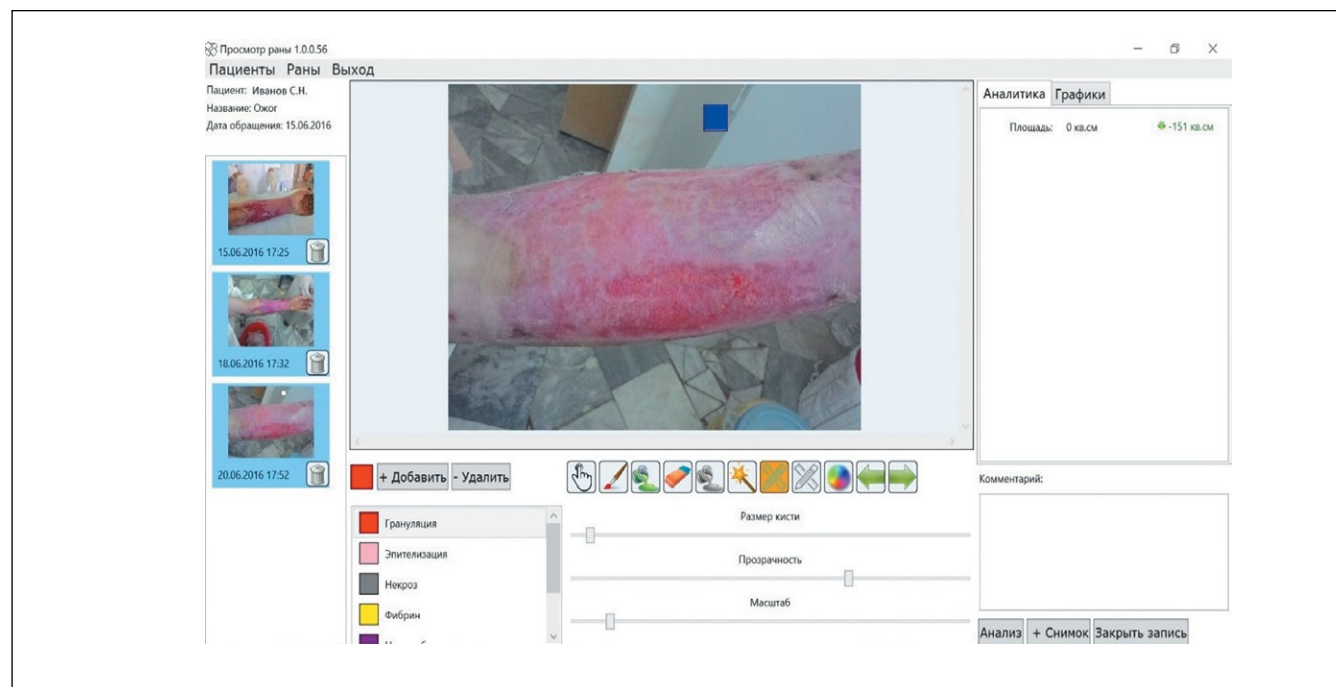 Просмотр раны 1.0.0.56
Пациенты Раны Выход
Пациент: Иванов С.Н.
Название: Ожог
Дата обращения: 15.06.2016
15.06.2016 17:25
18.06.2016 17:32
20.06.2016 17:52
+ Добавить - Удалить
Грануляция
Эпителизация
Некроз
Фибрин
Размер кисти
Прозрачность
Масштаб
Аналитика Графики
Площадь: 0 кв.см -151 кв.см
Комментарий:
Анализ + Снимок Закрыть запись